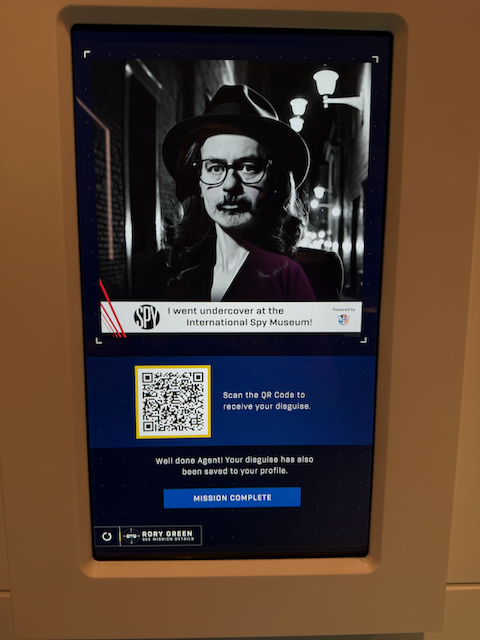 SPY
I went undercover at the
International Spy Museum!
Powered by
Scan the QR Code to
receive your disguise.
Well done Agent! Your disguise has also
been saved to your profile.
MISSION COMPLETE
RORY GREEN
SEE MISSION DETAILS